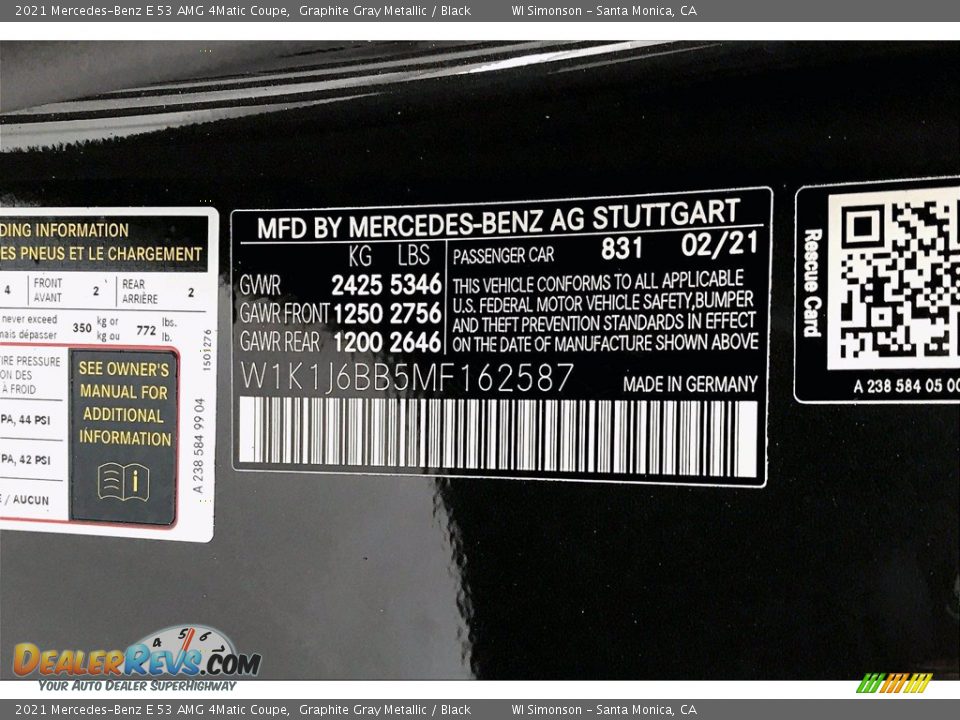 2021 Mercedes-Benz E 53 AMG 4Matic Coupe, Graphite Gray Metallic / Black WI Simonson - Santa Monica, CA
DING INFORMATION
ES PNEUS ET LE CHARGEMENT
4 FRONT AVANT 2 REAR ARRIÈRE 2
never exceed 350 kg or 772 lbs.
mais dépasser kg ou lb.
IRE PRESSURE
ON DES
À FROID
PA, 44 PSI
PA, 42 PSI
/ AUCUN
SEE OWNER'S
MANUAL FOR
ADDITIONAL
INFORMATION
i
1501276
A 238 584 99 04
MFD BY MERCEDES-BENZ AG STUTTGART
KG LBS
GVWR 2425 5346
GAWR FRONT 1250 2756
GAWR REAR 1200 2646
PASSENGER CAR 831 02/21
THIS VEHICLE CONFORMS TO ALL APPLICABLE
U.S. FEDERAL MOTOR VEHICLE SAFETY,BUMPER
AND THEFT PREVENTION STANDARDS IN EFFECT
ON THE DATE OF MANUFACTURE SHOWN ABOVE
W1K1J6BB5MF162587 MADE IN GERMANY
Rescue Card
A 238 584 05 00
4 5 6 7
DEALERREVS.COM
YOUR AUTO DEALER SUPERHIGHWAY
2021 Mercedes-Benz E 53 AMG 4Matic Coupe, Graphite Gray Metallic / Black WI Simonson - Santa Monica, CA